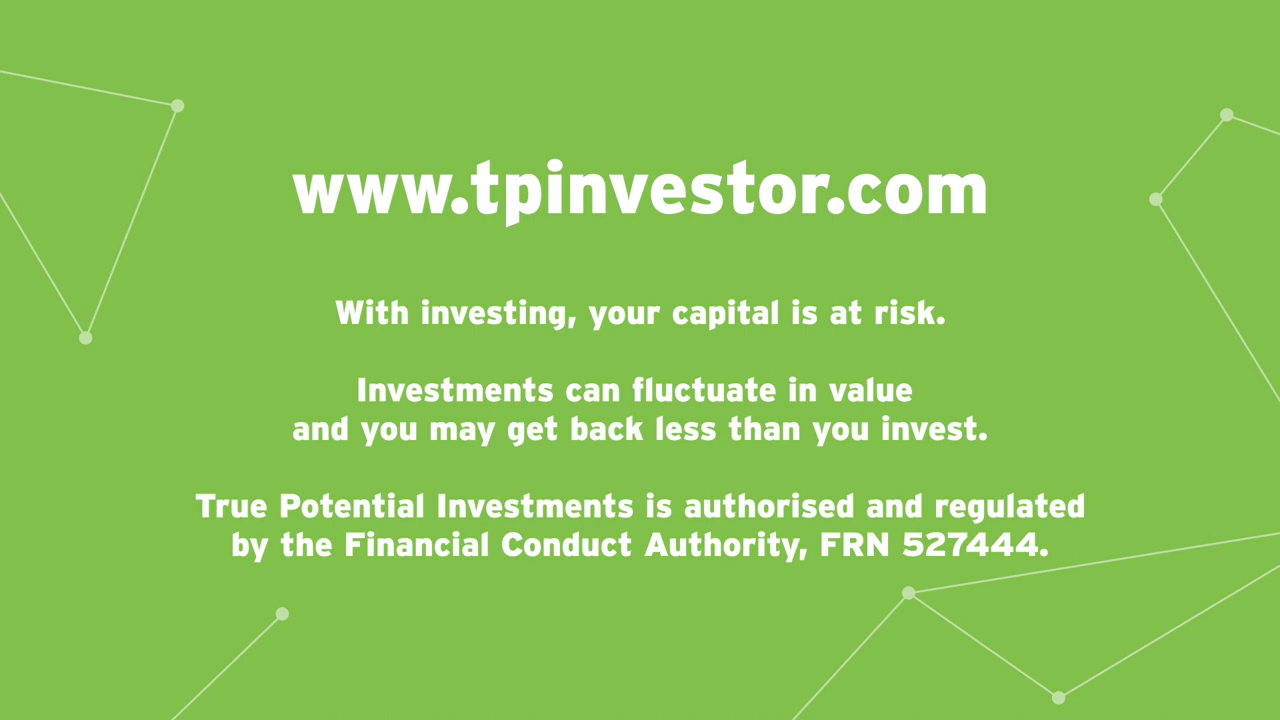 www.tpinvestor.com
With investing, your capital is at risk.
Investments can fluctuate in value
and you may get back less than you invest.
True Potential Investments is authorised and regulated
by the Financial Conduct Authority, FRN 527444.